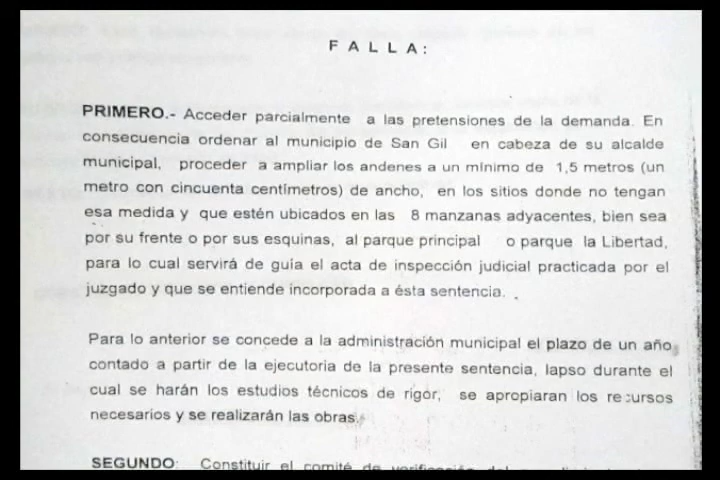 F A L L A :
PRIMERO.- Acceder parcialmente a las pretensiones de la demanda. En
consecuencia ordenar al municipio de San Gil en cabeza de su alcalde
municipal, proceder a ampliar los andenes a un mínimo de 1,5 metros (un
metro con cincuenta centímetros) de ancho, en los sitios donde no tengan
esa medida y que estén ubicados en las 8 manzanas adyacentes, bien sea
por su frente o por sus esquinas, al parque principal o parque la Libertad,
para lo cual servirá de guía el acta de inspección judicial practicada por el
juzgado y que se entiende incorporada a ésta sentencia.
Para lo anterior se concede a la administración municipal el plazo de un año
contado a partir de la ejecutoria de la presente sentencia, lapso durante el
cual se harán los estudios técnicos de rigor, se apropiaran los recursos
necesarios y se realizarán las obras.
SEGUNDO: Constituir el comité de verificación del